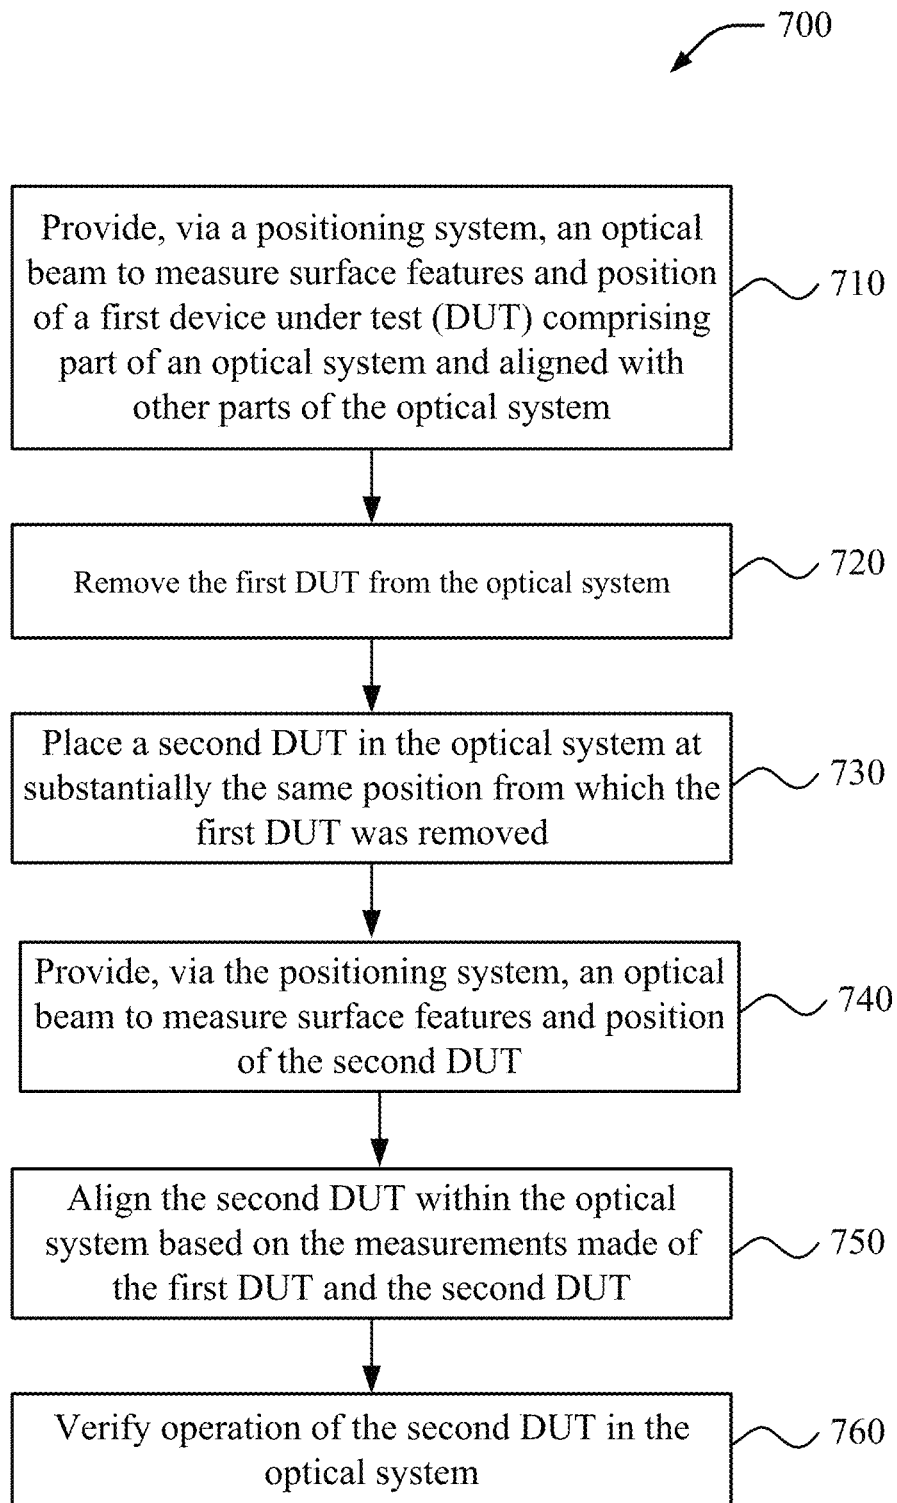 700
Provide, via a positioning system, an optical
beam to measure surface features and position
of a first device under test (DUT) comprising
part of an optical system and aligned with
other parts of the optical system
710
Remove the first DUT from the optical system
720
Place a second DUT in the optical system at
substantially the same position from which the
first DUT was removed
730
Provide, via the positioning system, an optical
beam to measure surface features and position
of the second DUT
740
Align the second DUT within the optical
system based on the measurements made of
the first DUT and the second DUT
750
Verify operation of the second DUT in the
optical system
760